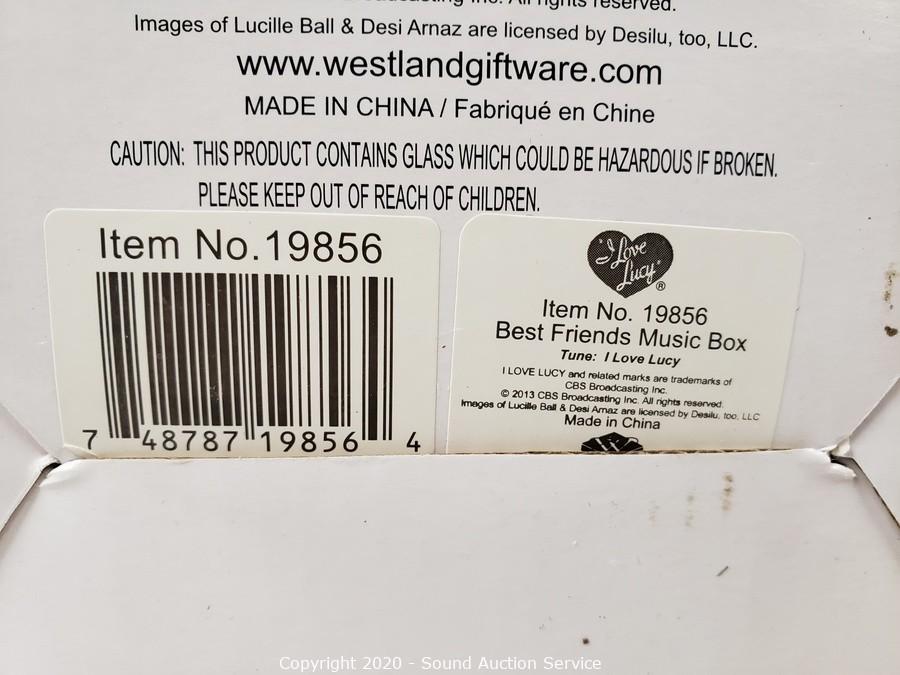 Broadcasting Inc. All rights reserved.
Images of Lucille Ball & Desi Arnaz are licensed by Desilu, too, LLC.
www.westlandgiftware.com
MADE IN CHINA / Fabriqué en Chine
CAUTION: THIS PRODUCT CONTAINS GLASS WHICH COULD BE HAZARDOUS IF BROKEN.
PLEASE KEEP OUT OF REACH OF CHILDREN.
Item No.19856
7 48787 19856 4
I Love
Lucy ®
Item No. 19856
Best Friends Music Box
Tune: I Love Lucy
I LOVE LUCY and related marks are trademarks of
CBS Broadcasting Inc.
© 2013 CBS Broadcasting Inc. All rights reserved.
Images of Lucille Ball & Desi Arnaz are licensed by Desilu, too, LLC
Made in China
Copyright 2020 - Sound Auction Service